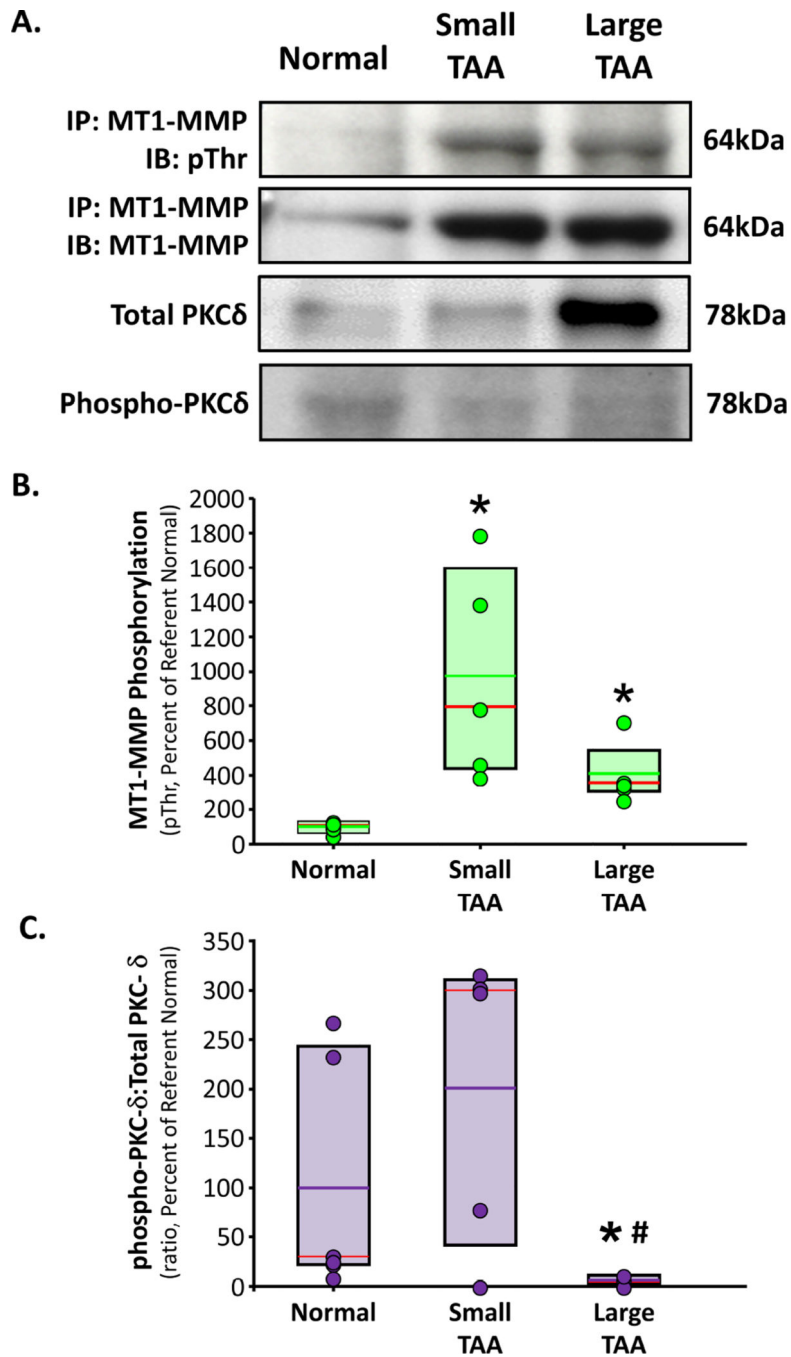 A.
Normal
Small
TAA
Large
TAA
IP: MT1-MMP
IB: pThr
64kDa
IP: MT1-MMP
IB: MT1-MMP
64kDa
Total PKCδ
78kDa
Phospho-PKCδ
78kDa
B.
MT1-MMP Phosphorylation
(pThr, Percent of Referent Normal)
2000
1800
1600
1400
1200
1000
800
600
400
200
0
*
*
Normal
Small
TAA
Large
TAA
C.
phospho-PKC-δ:Total PKC- δ
(ratio, Percent of Referent Normal)
350
300
250
200
150
100
50
0
* #
Normal
Small
TAA
Large
TAA